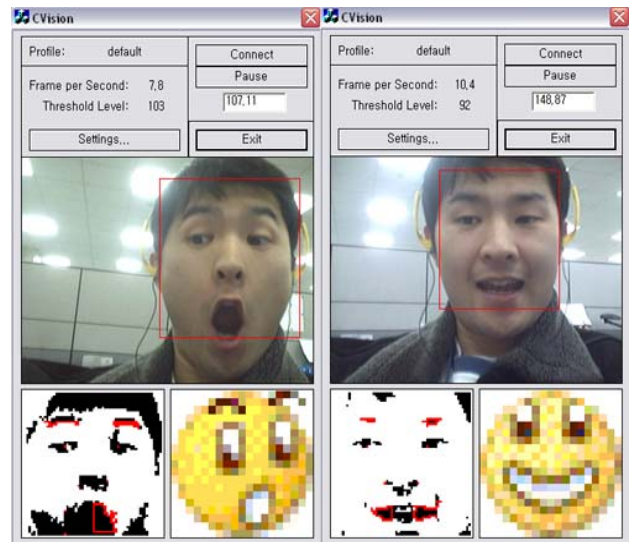 CVision
Profile: default
Connect
Pause
Frame per Second: 7,8
Threshold Level: 103
107,11
Settings,,,
Exit
CVision
Profile: default
Connect
Pause
Frame per Second: 10,4
Threshold Level: 92
148,87
Settings,,,
Exit